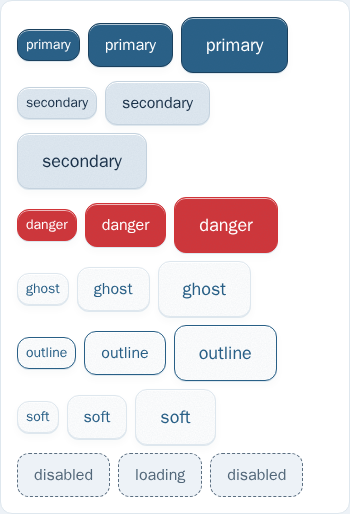 primary primary primary
secondary secondary
secondary
danger danger danger
ghost ghost ghost
outline outline outline
soft soft soft
disabled loading disabled